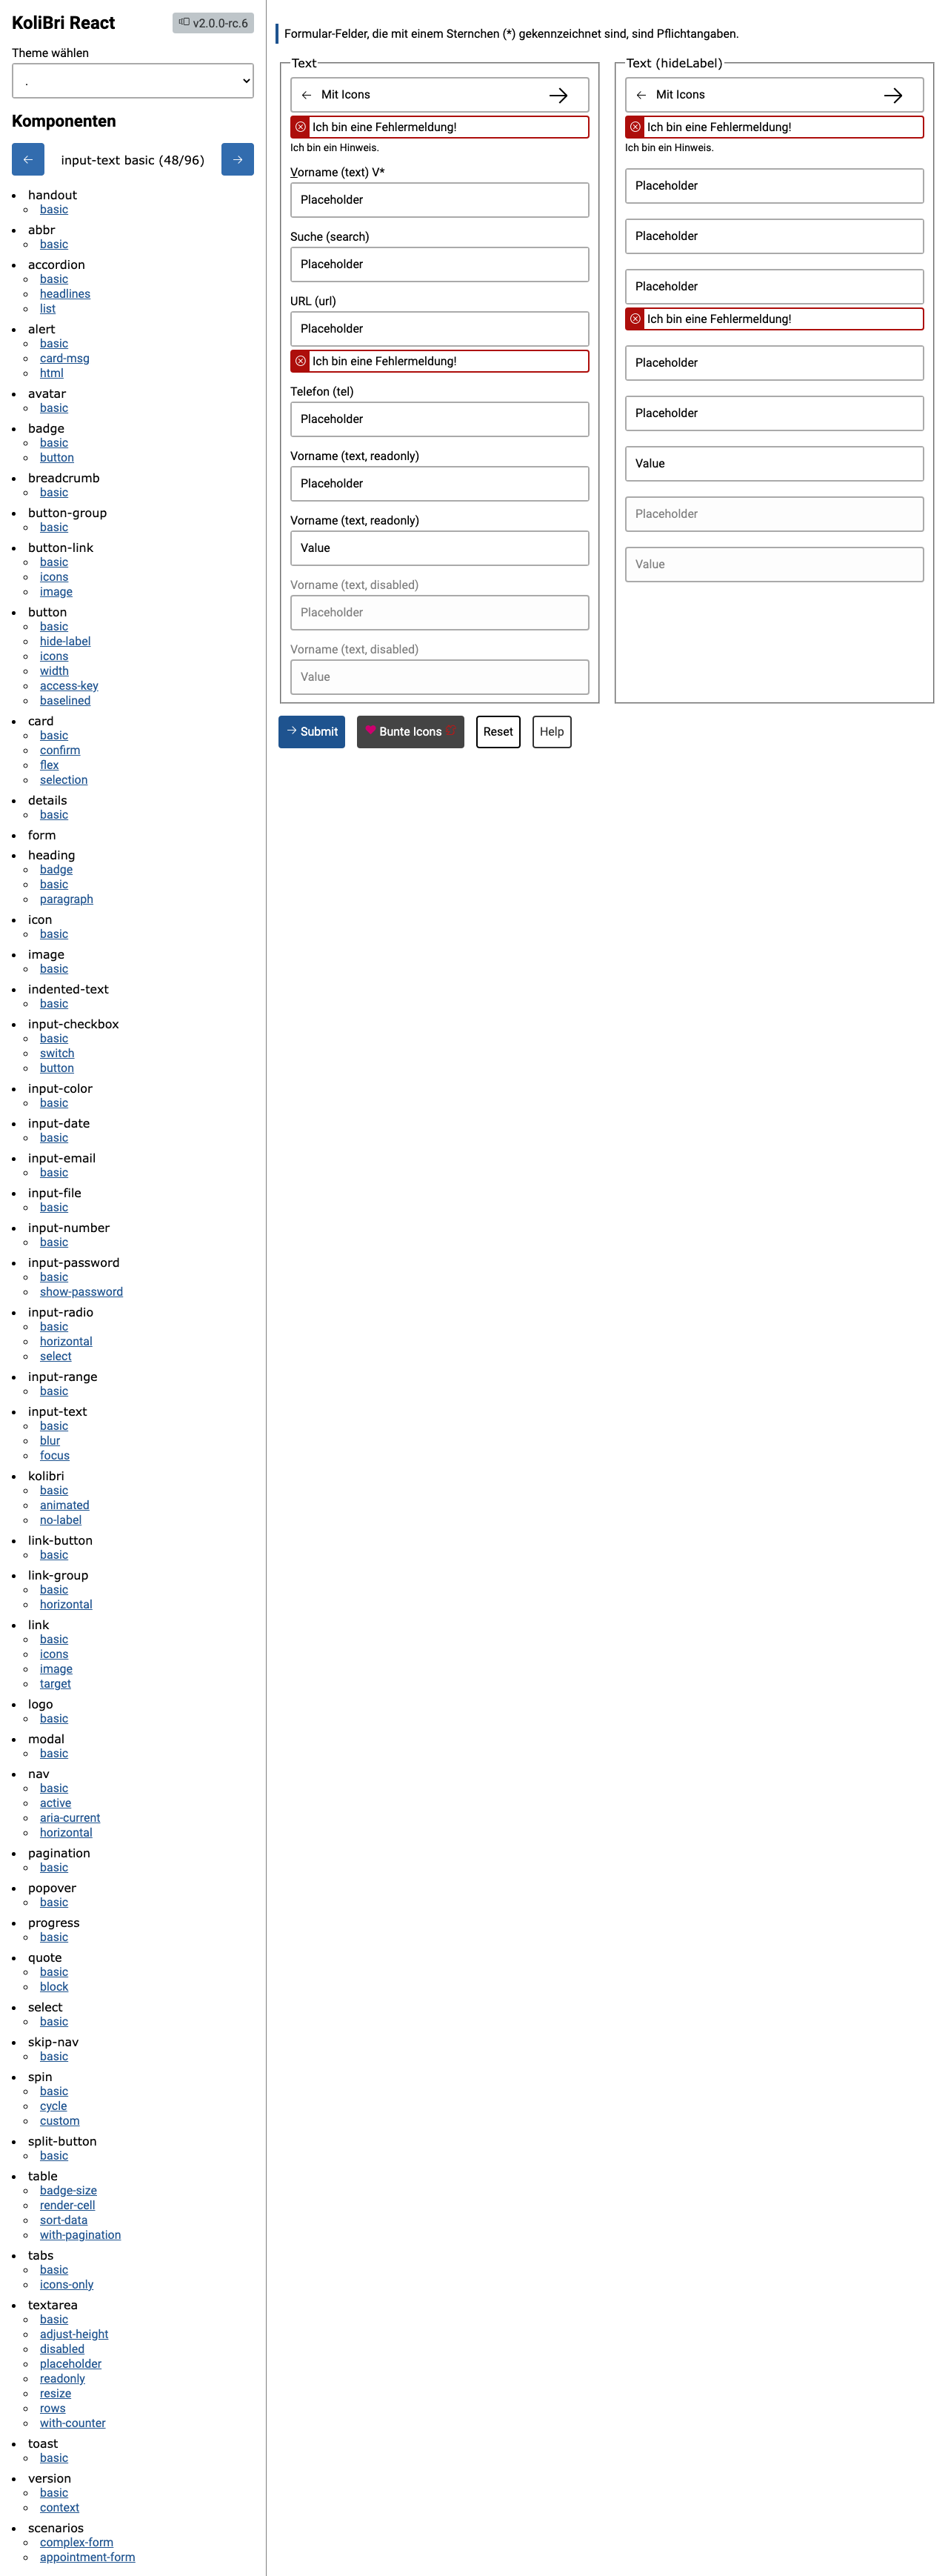 KoliBri React
v2.0.0-rc.6
Theme wählen
.
Komponenten
input-text basic (48/96)
handout
basic
abbr
basic
accordion
basic
headlines
list
alert
basic
card-msg
html
avatar
basic
badge
basic
button
breadcrumb
basic
button-group
basic
button-link
basic
icons
image
button
basic
hide-label
icons
width
access-key
baselined
card
basic
confirm
flex
selection
details
basic
form
heading
badge
basic
paragraph
icon
basic
image
basic
indented-text
basic
input-checkbox
basic
switch
button
input-color
basic
input-date
basic
input-email
basic
input-file
basic
input-number
basic
input-password
basic
show-password
input-radio
basic
horizontal
select
input-range
basic
input-text
basic
blur
focus
kolibri
basic
animated
no-label
link-button
basic
link-group
basic
horizontal
link
basic
icons
image
target
logo
basic
modal
basic
nav
basic
active
aria-current
horizontal
pagination
basic
popover
basic
progress
basic
quote
basic
block
select
basic
skip-nav
basic
spin
basic
cycle
custom
split-button
basic
table
badge-size
render-cell
sort-data
with-pagination
tabs
basic
icons-only
textarea
basic
adjust-height
disabled
placeholder
readonly
resize
rows
with-counter
toast
basic
version
basic
context
scenarios
complex-form
appointment-form
Formular-Felder, die mit einem Sternchen (*) gekennzeichnet sind, sind Pflichtangaben.
Text
Mit Icons
Ich bin eine Fehlermeldung!
Ich bin ein Hinweis.
Vorname (text) V*
Placeholder
Suche (search)
Placeholder
URL (url)
Placeholder
Ich bin eine Fehlermeldung!
Telefon (tel)
Placeholder
Vorname (text, readonly)
Placeholder
Vorname (text, readonly)
Value
Vorname (text, disabled)
Placeholder
Vorname (text, disabled)
Value
Text (hideLabel)
Mit Icons
Ich bin eine Fehlermeldung!
Ich bin ein Hinweis.
Placeholder
Placeholder
Placeholder
Ich bin eine Fehlermeldung!
Placeholder
Placeholder
Value
Placeholder
Value
Submit
Bunte Icons
Reset
Help